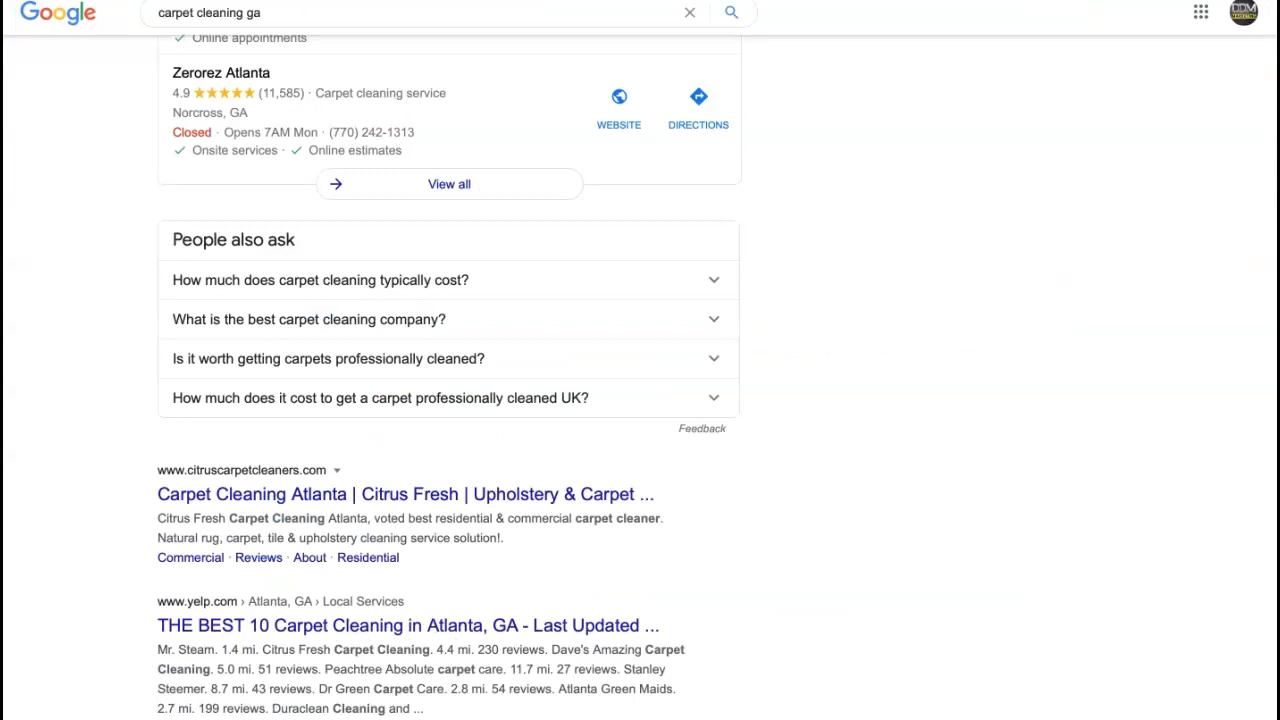 Google
carpet cleaning ga
DDM
Online appointments
Zerorez Atlanta
4.9 ★★★★★ (11,585) · Carpet cleaning service
Norcross, GA
Closed · Opens 7AM Mon · (770) 242-1313
✓ Onsite services · ✓ Online estimates
WEBSITE
DIRECTIONS
View all
People also ask
How much does carpet cleaning typically cost?
What is the best carpet cleaning company?
Is it worth getting carpets professionally cleaned?
How much does it cost to get a carpet professionally cleaned UK?
Feedback
www.citruscarpetcleaners.com
Carpet Cleaning Atlanta | Citrus Fresh | Upholstery & Carpet ...
Citrus Fresh Carpet Cleaning Atlanta, voted best residential & commercial carpet cleaner.
Natural rug, carpet, tile & upholstery cleaning service solution!.
Commercial · Reviews · About · Residential
www.yelp.com › Atlanta, GA › Local Services
THE BEST 10 Carpet Cleaning in Atlanta, GA - Last Updated ...
Mr. Steam. 1.4 mi. Citrus Fresh Carpet Cleaning. 4.4 mi. 230 reviews. Dave's Amazing Carpet
Cleaning. 5.0 mi. 51 reviews. Peachtree Absolute carpet care. 11.7 mi. 27 reviews. Stanley
Steemer. 8.7 mi. 43 reviews. Dr Green Carpet Care. 2.8 mi. 54 reviews. Atlanta Green Maids.
2.7 mi. 199 reviews. Duraclean Cleaning and ...